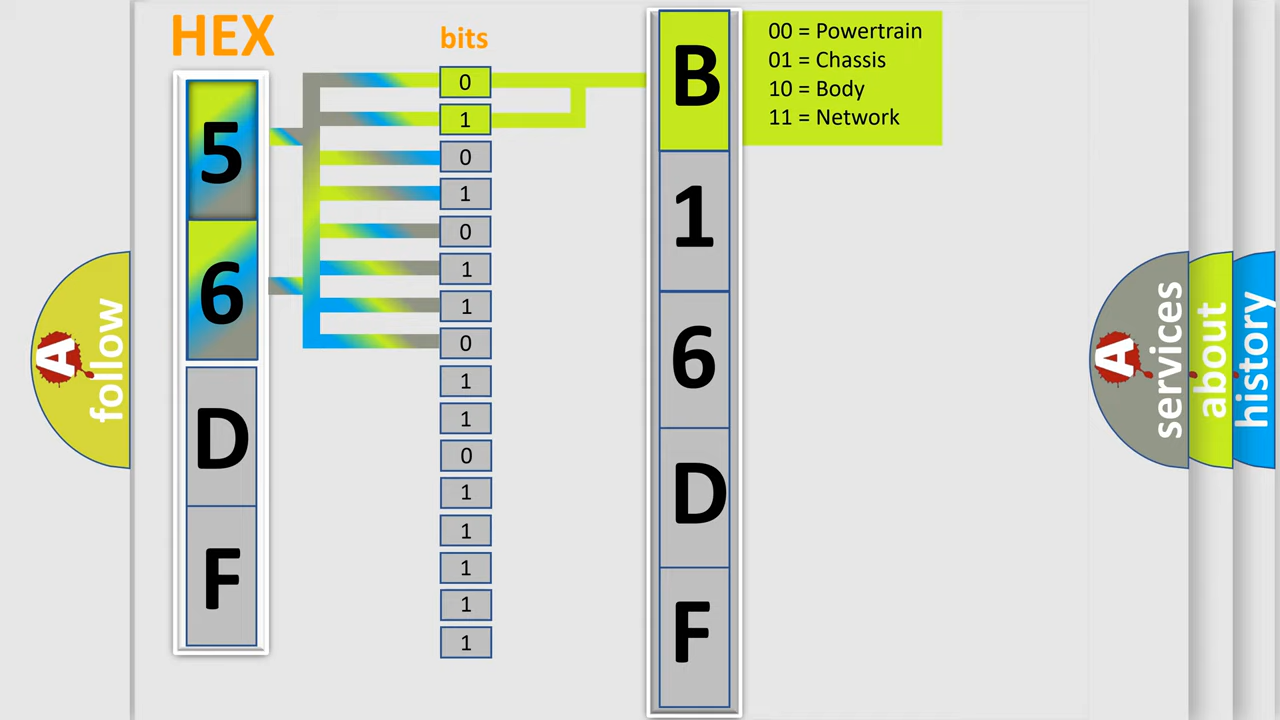 HEX
bits
5
6
D
F
0
1
0
1
0
1
1
0
1
1
0
1
1
1
1
1
B
1
6
D
F
00 = Powertrain
01 = Chassis
10 = Body
11 = Network
A
follow
A
services
about
history